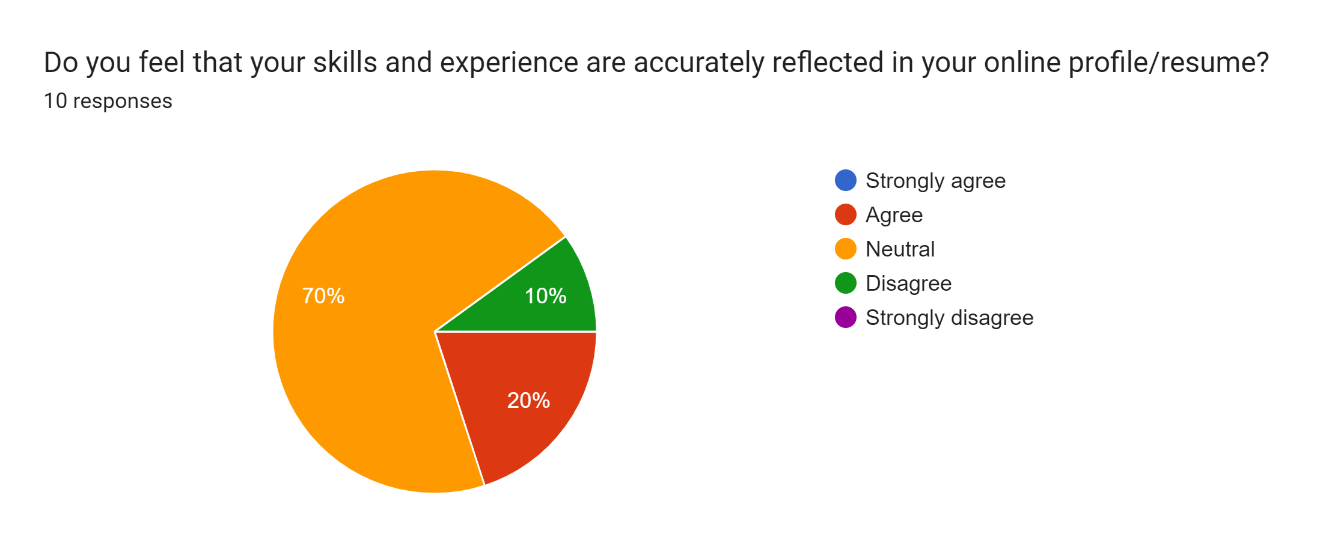 Do you feel that your skills and experience are accurately reflected in your online profile/resume?
10 responses
Strongly agree
Agree
Neutral
Disagree
Strongly disagree
70%
10%
20%